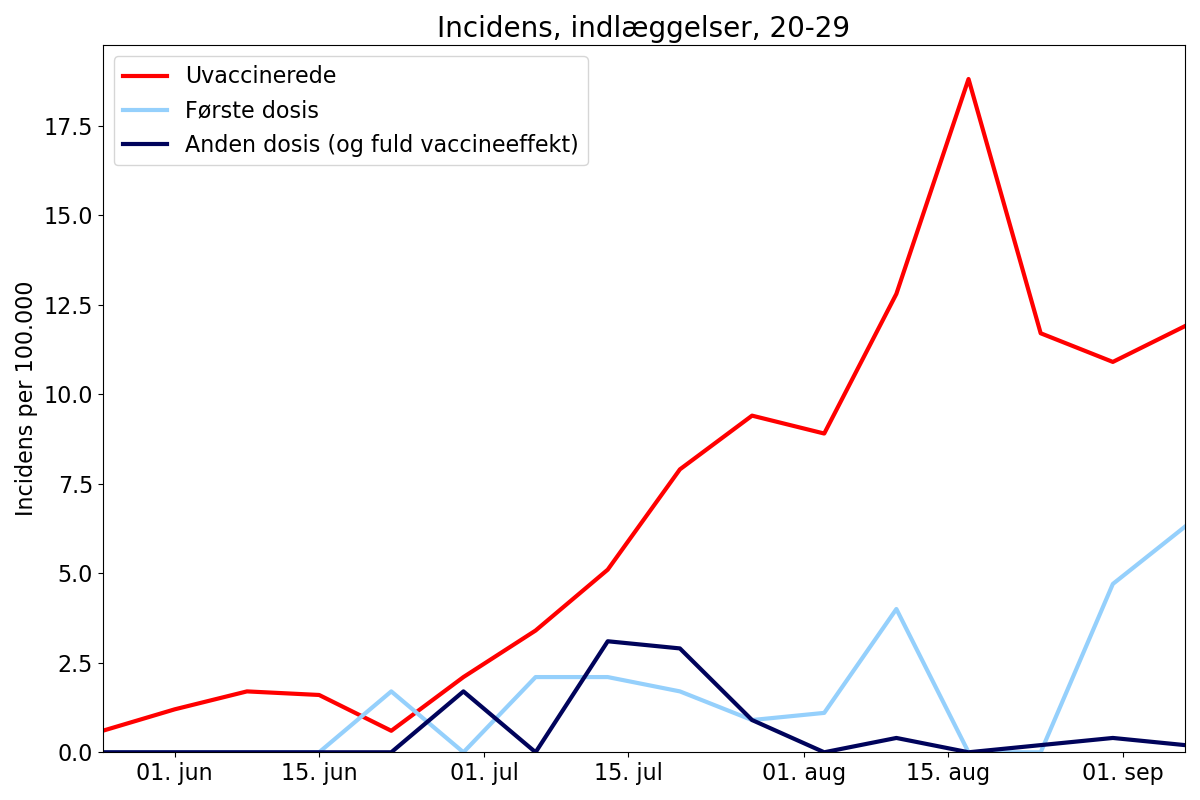 Incidens, indlæggelser, 20-29
Uvaccinerede
Første dosis
Anden dosis (og fuld vaccineeffekt)
Incidens per 100.000
17.5
15.0
12.5
10.0
7.5
5.0
2.5
0.0
01. jun
15. jun
01. jul
15. jul
01. aug
15. aug
01. sep